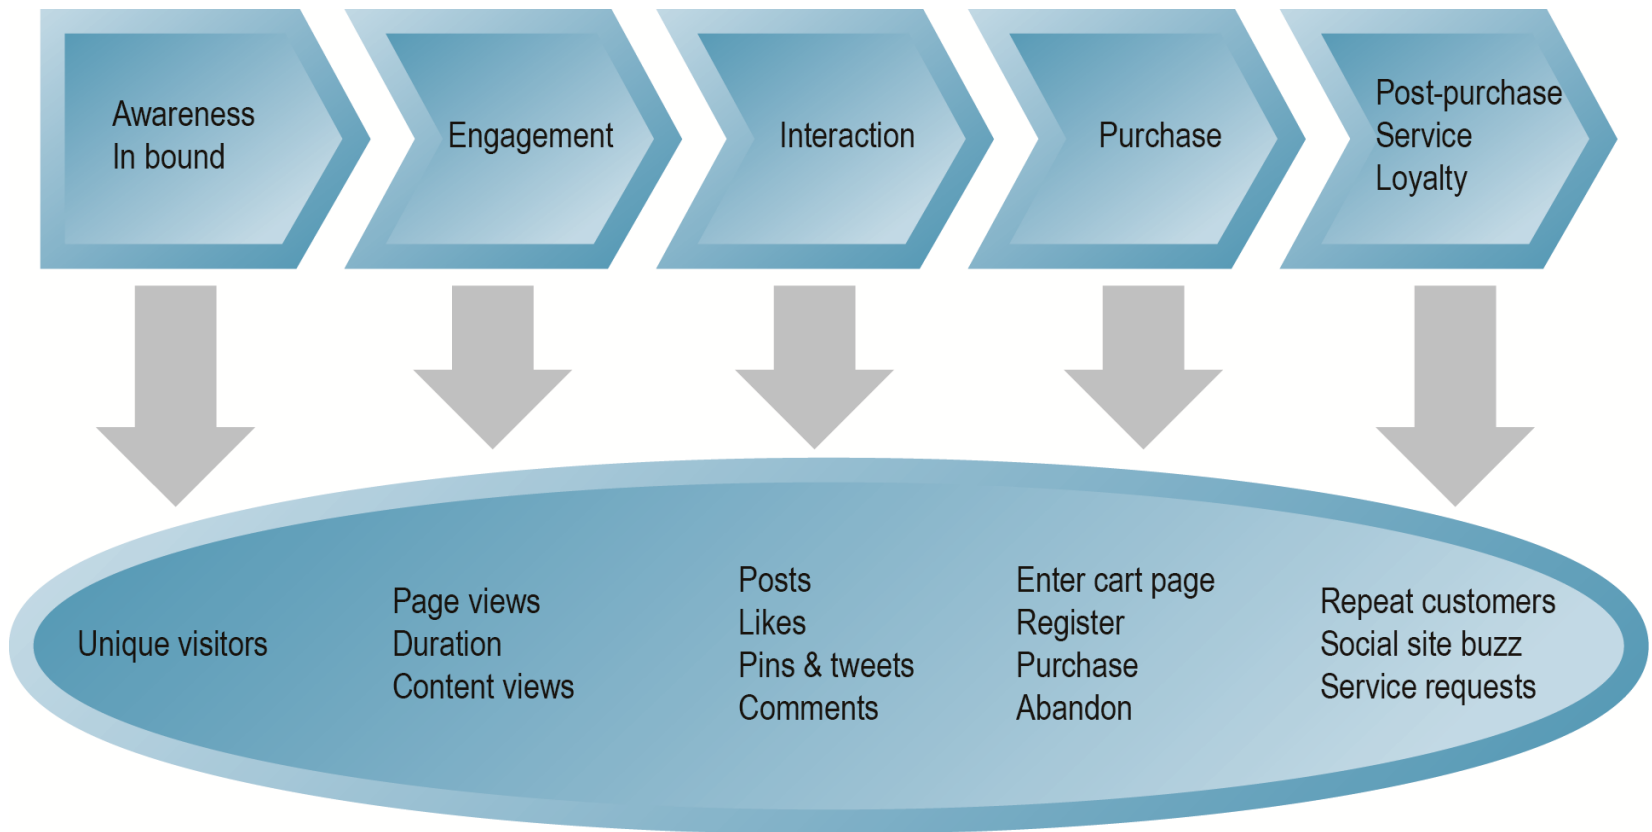 Awareness
In bound
Engagement
Interaction
Purchase
Post-purchase
Service
Loyalty
Unique visitors
Page views
Duration
Content views
Posts
Likes
Pins & tweets
Comments
Enter cart page
Register
Purchase
Abandon
Repeat customers
Social site buzz
Service requests